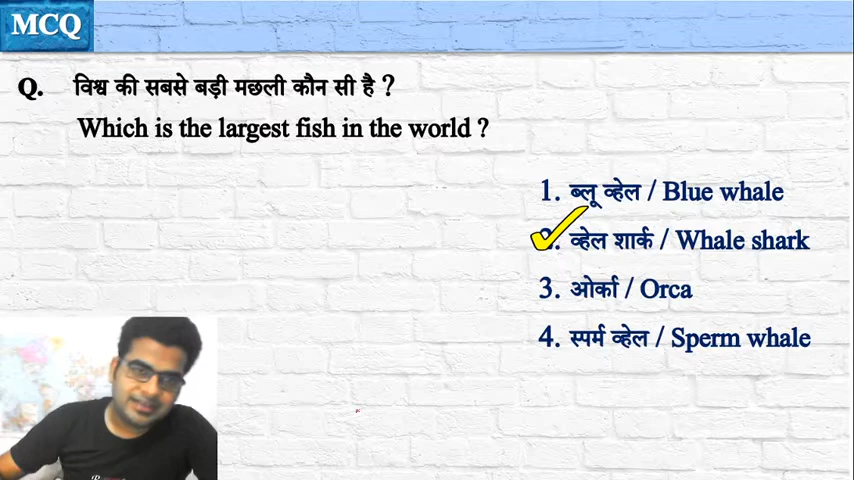 MCQ
Q. विश्व की सबसे बड़ी मछली कौन सी है ?
Which is the largest fish in the world ?
1. ब्लू व्हेल / Blue whale
2. व्हेल शार्क / Whale shark
3. ओर्का / Orca
4. स्पर्म व्हेल / Sperm whale